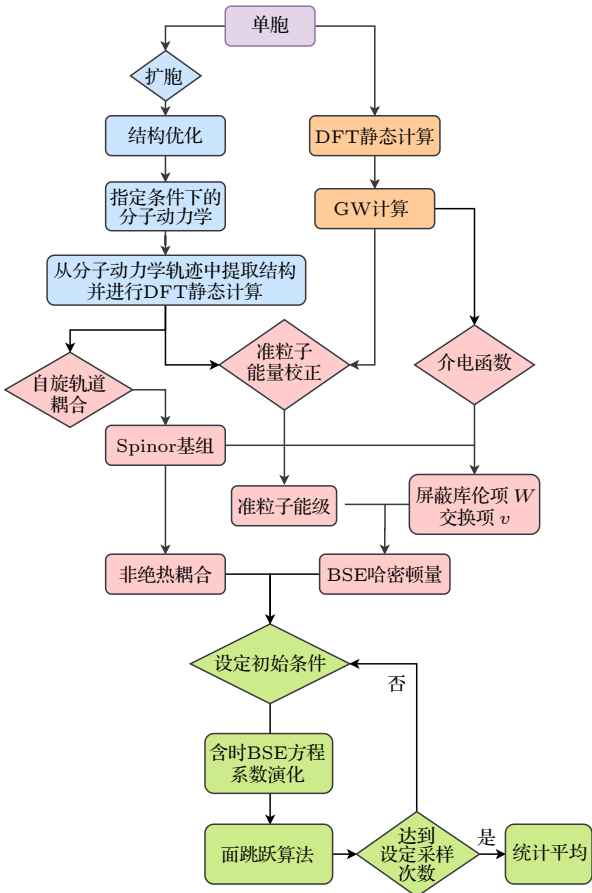 单胞
扩胞
结构优化
DFT静态计算
指定条件下的
分子动力学
GW计算
从分子动力学轨迹中提取结构
并进行DFT静态计算
准粒子
能量校正
介电函数
自旋轨道
耦合
Spinor基组
准粒子能级
屏蔽库伦项 W
交换项 v
非绝热耦合
BSE哈密顿量
设定初始条件
否
含时BSE方程
系数演化
面跳跃算法
达到
设定采样
次数
是
统计平均